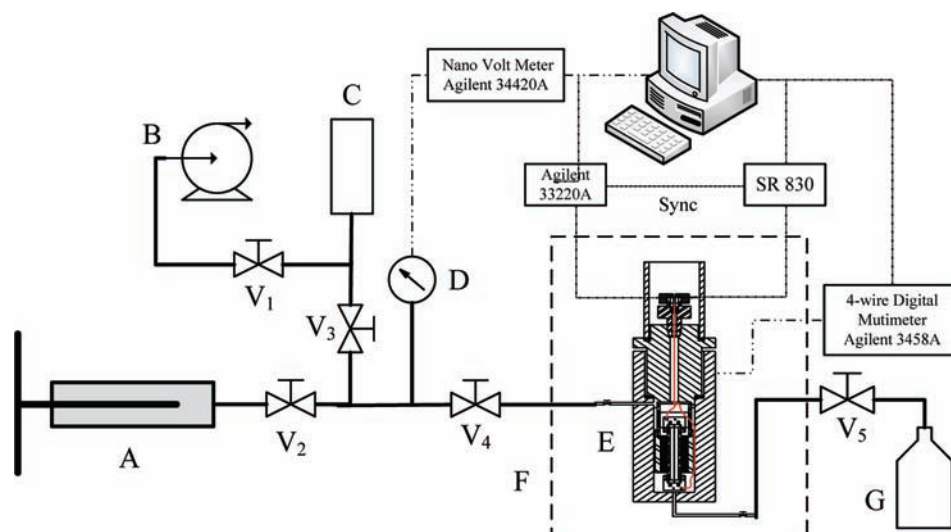 Nano Volt Meter
Agilent 34420A
C
B
Agilent
33220A
SR 830
Sync
D
V1
V3
4-wire Digital
Mutimeter
Agilent 3458A
A
V2
V4
E
F
V5
G